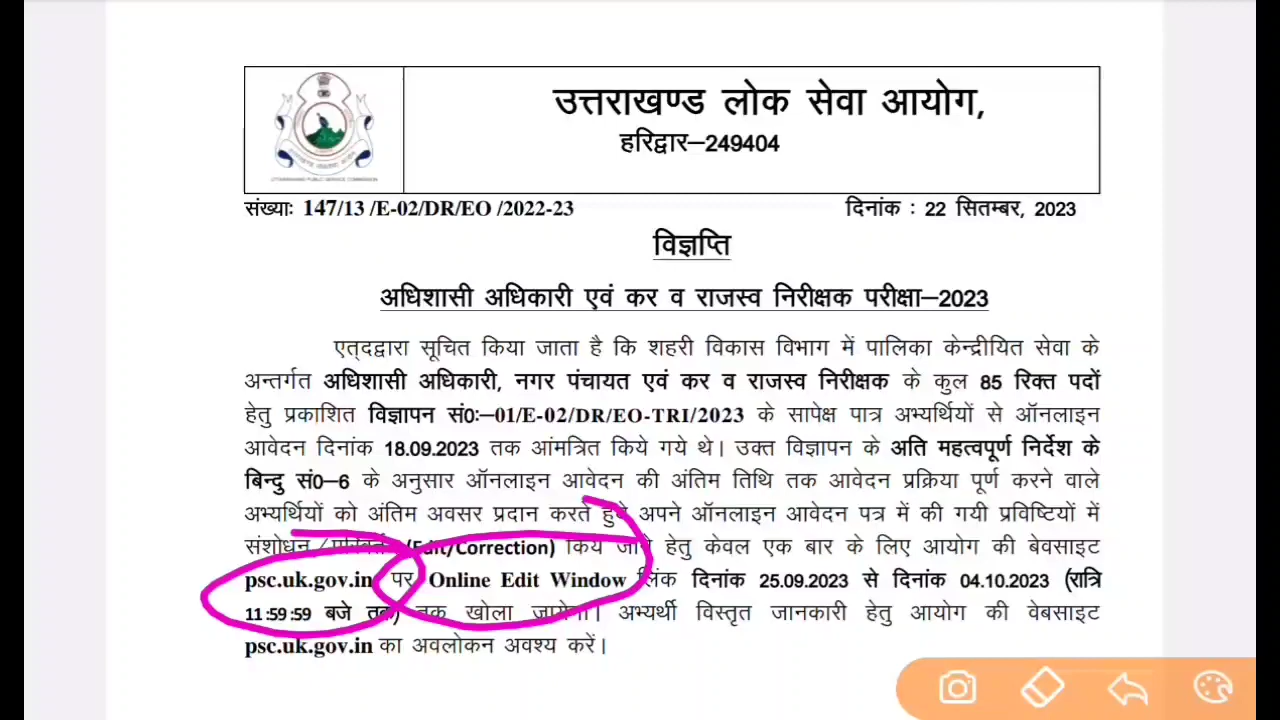 उत्तराखण्ड लोक सेवा आयोग,
हरिद्वार–249404
UTTARAKHAND PUBLIC SERVICE COMMISSION
संख्याः 147/13 /E-02/DR/EO /2022-23 दिनांक : 22 सितम्बर, 2023
विज्ञप्ति
अधिशासी अधिकारी एवं कर व राजस्व निरीक्षक परीक्षा–2023
एत्‌दद्वारा सूचित किया जाता है कि शहरी विकास विभाग में पालिका केन्द्रीयित सेवा के
अन्तर्गत अधिशासी अधिकारी, नगर पंचायत एवं कर व राजस्व निरीक्षक के कुल 85 रिक्त पदों
हेतु प्रकाशित विज्ञापन सं0:–01/E-02/DR/EO-TRI/2023 के सापेक्ष पात्र अभ्यर्थियों से ऑनलाइन
आवेदन दिनांक 18.09.2023 तक आंमत्रित किये गये थे। उक्त विज्ञापन के अति महत्वपूर्ण निर्देश के
बिन्दु सं0–6 के अनुसार ऑनलाइन आवेदन की अंतिम तिथि तक आवेदन प्रक्रिया पूर्ण करने वाले
अभ्यर्थियों को अंतिम अवसर प्रदान करते हुये अपने ऑनलाइन आवेदन पत्र में की गयी प्रविष्टियों में
संशोधन/परिवर्तन (Edit/Correction) किये जाने हेतु केवल एक बार के लिए आयोग की बेवसाइट
psc.uk.gov.in पर Online Edit Window लिंक दिनांक 25.09.2023 से दिनांक 04.10.2023 (रात्रि
11:59:59 बजे तक) तक खोला जायेगा। अभ्यर्थी विस्तृत जानकारी हेतु आयोग की वेबसाइट
psc.uk.gov.in का अवलोकन अवश्य करें।